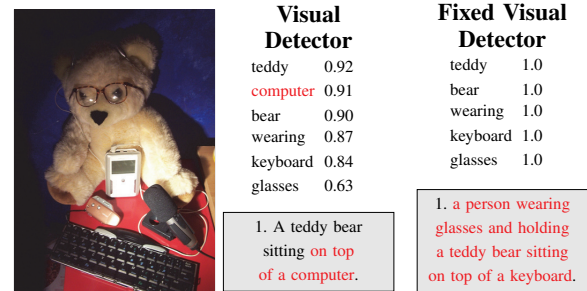 Visual
Detector
teddy 0.92
computer 0.91
bear 0.90
wearing 0.87
keyboard 0.84
glasses 0.63
1. A teddy bear
sitting on top
of a computer.
Fixed Visual
Detector
teddy 1.0
bear 1.0
wearing 1.0
keyboard 1.0
glasses 1.0
1. a person wearing
glasses and holding
a teddy bear sitting
on top of a keyboard.